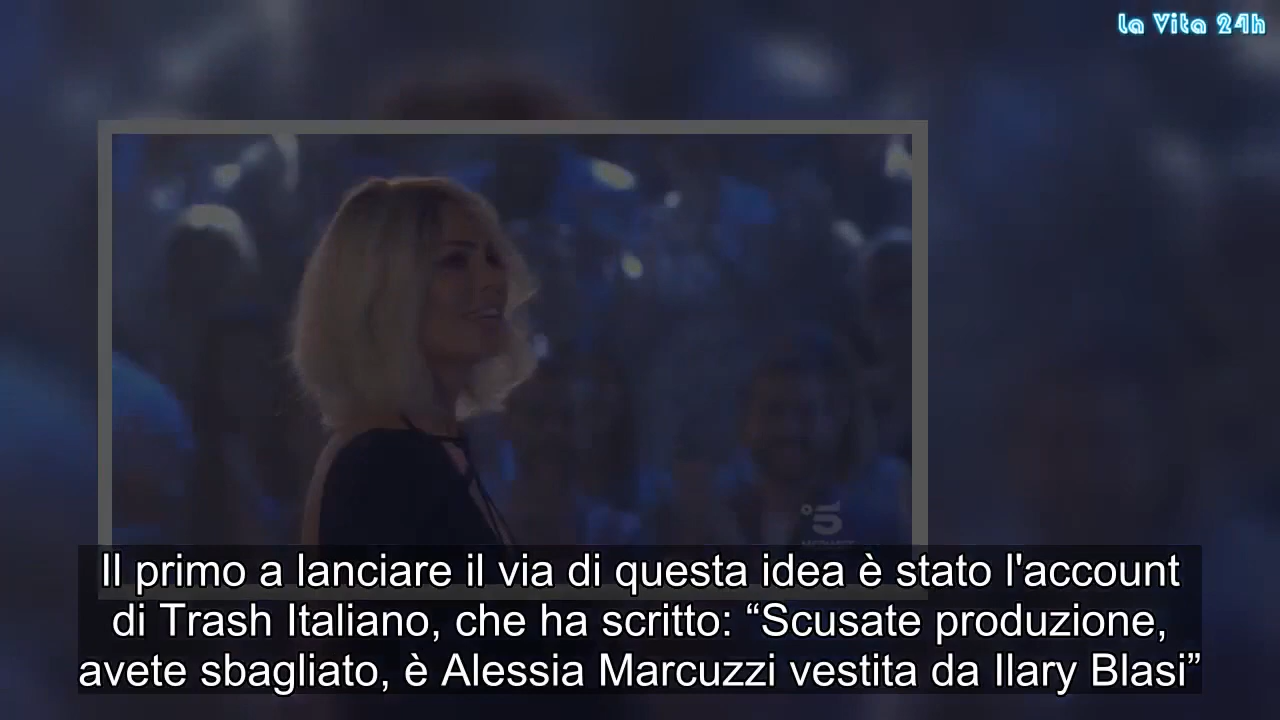 la Vita 24h
5
Il primo a lanciare il via di questa idea è stato l'account
di Trash Italiano, che ha scritto: “Scusate produzione,
avete sbagliato, è Alessia Marcuzzi vestita da Ilary Blasi”